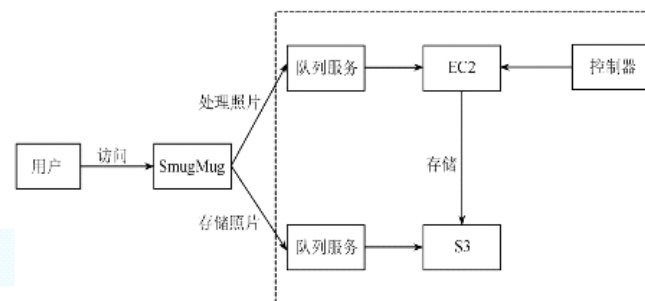 队列服务
EC2
控制器
处理照片
用户
访问
SmugMug
存储
存储照片
队列服务
S3